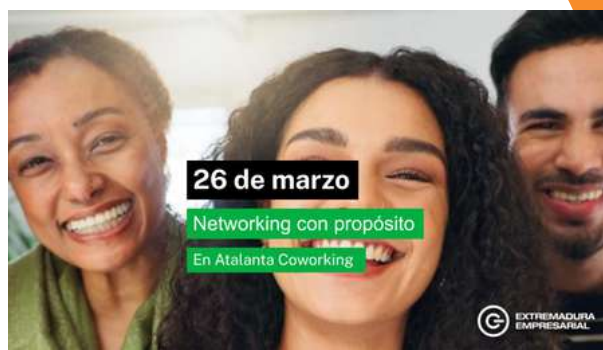 26 de marzo
Networking con propósito
En Atalanta Coworking
EXTREMADURA
EMPRESARIAL